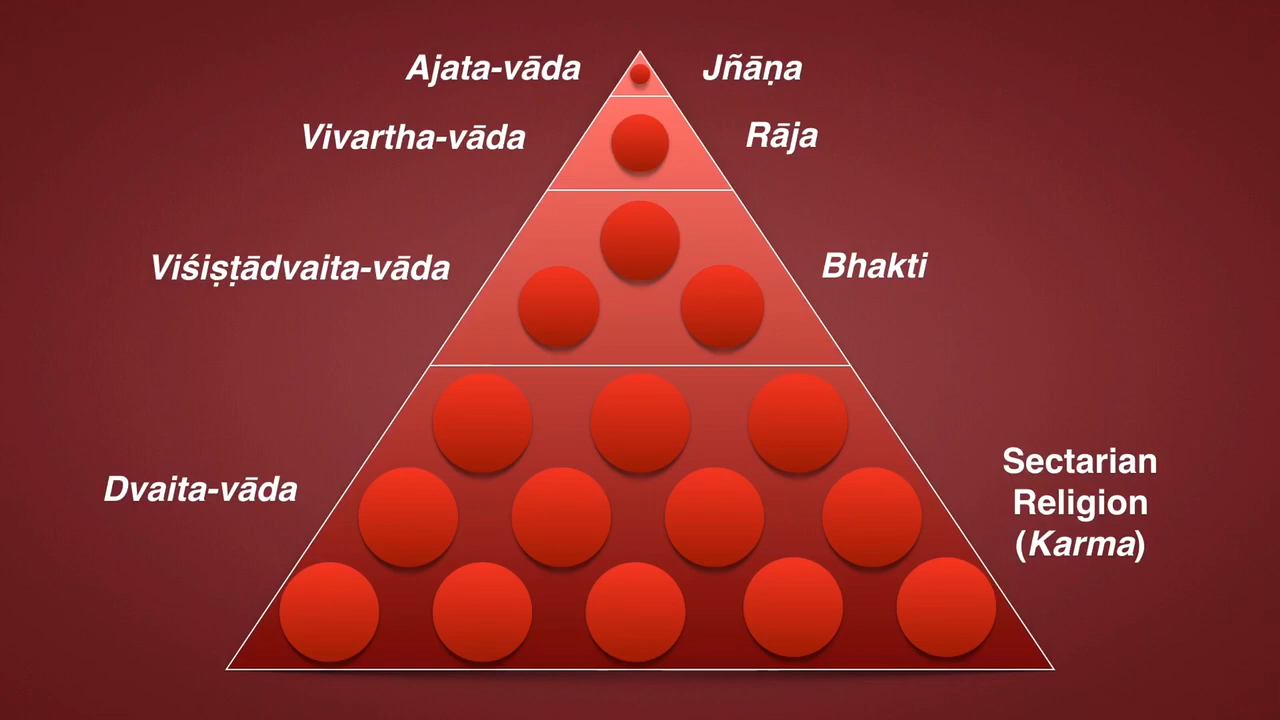 Ajata-vāda
Jñāṇa
Vivartha-vāda
Rāja
Viśiṣṭādvaita-vāda
Bhakti
Dvaita-vāda
Sectarian
Religion
(Karma)